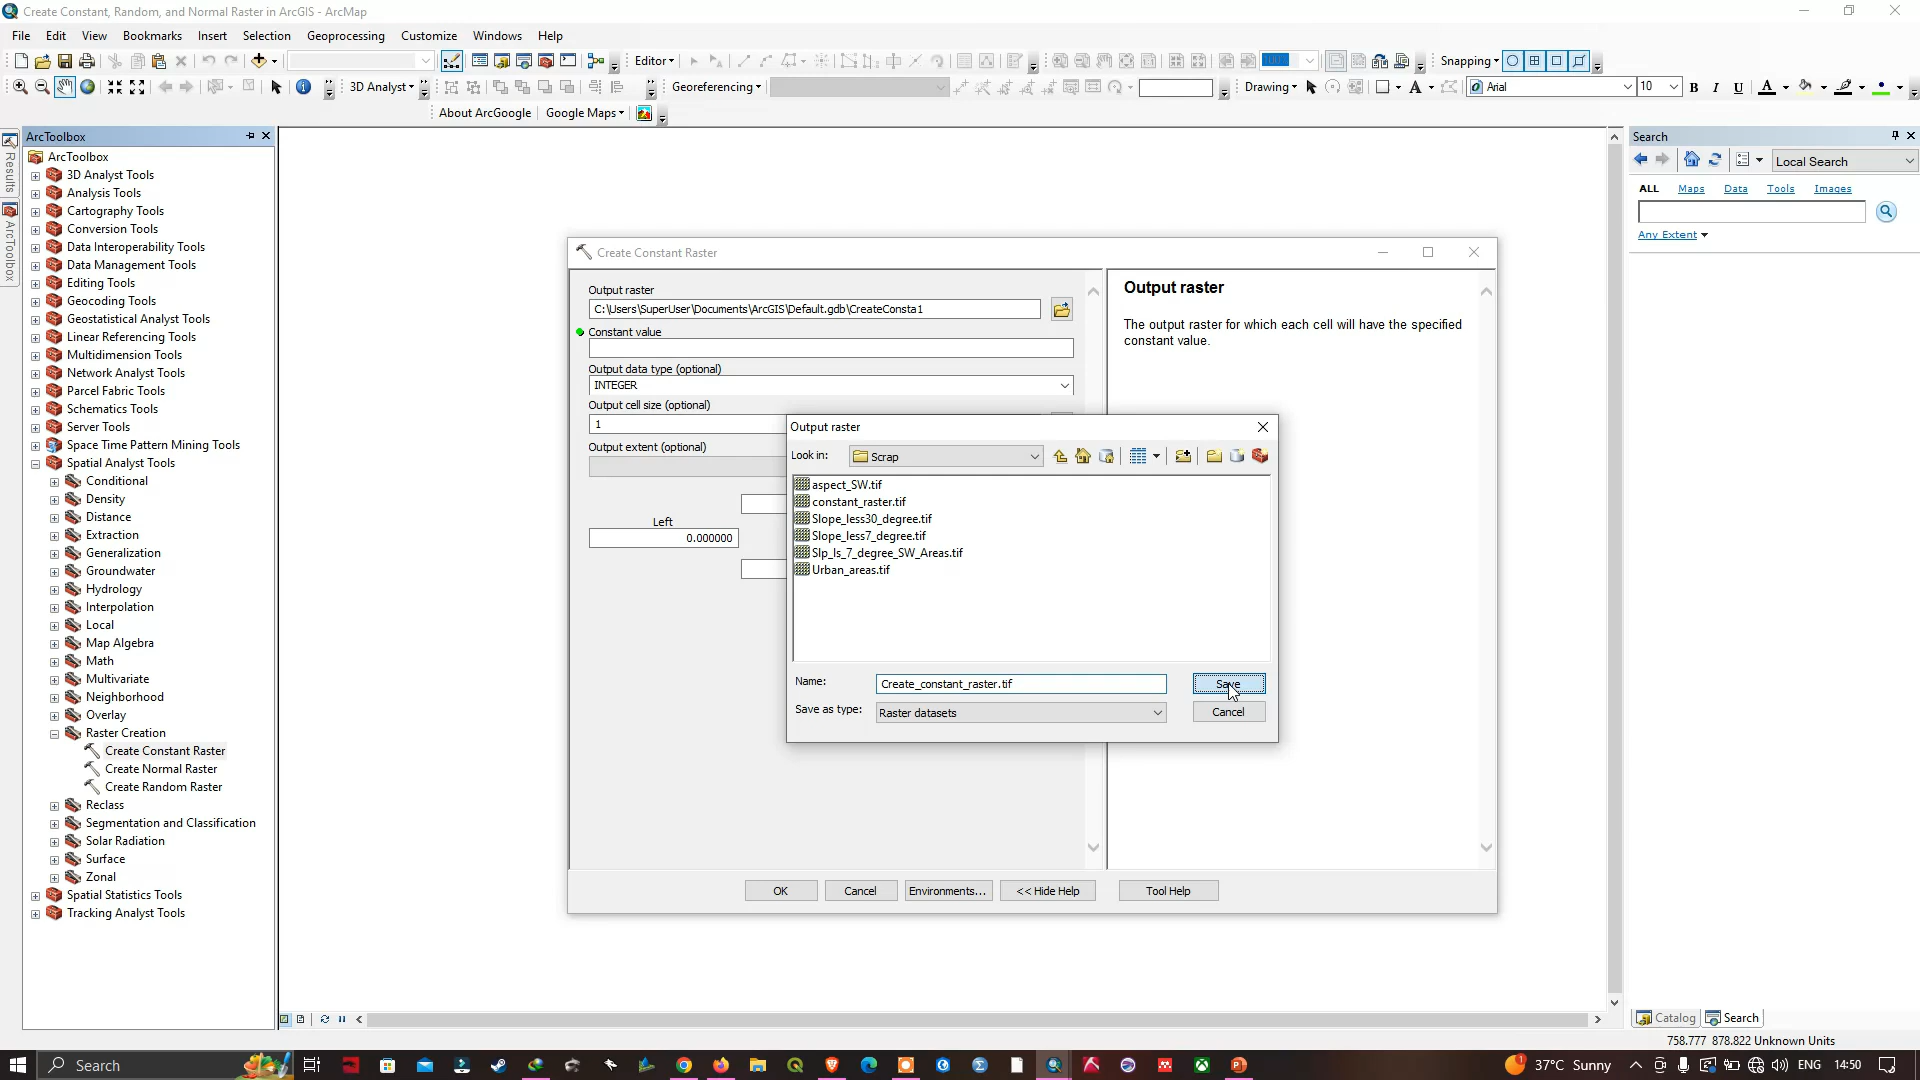 Create Constant, Random, and Normal Raster in ArcGIS - ArcMap
File Edit View Bookmarks Insert Selection Geoprocessing Customize Windows Help
Editor
Snapping
3D Analyst
Georeferencing
Drawing
Arial
10
B I U A
About ArcGoogle
Google Maps
Results
ArcToolbox
ArcToolbox
ArcToolbox
3D Analyst Tools
Analysis Tools
Cartography Tools
Conversion Tools
Data Interoperability Tools
Data Management Tools
Editing Tools
Geocoding Tools
Geostatistical Analyst Tools
Linear Referencing Tools
Multidimension Tools
Network Analyst Tools
Parcel Fabric Tools
Schematics Tools
Server Tools
Space Time Pattern Mining Tools
Spatial Analyst Tools
Conditional
Density
Distance
Extraction
Generalization
Groundwater
Hydrology
Interpolation
Local
Map Algebra
Math
Multivariate
Neighborhood
Overlay
Raster Creation
Create Constant Raster
Create Normal Raster
Create Random Raster
Reclass
Segmentation and Classification
Solar Radiation
Surface
Zonal
Spatial Statistics Tools
Tracking Analyst Tools
Create Constant Raster
Output raster
C:\Users\SuperUser\Documents\ArcGIS\Default.gdb\CreateConsta1
Constant value
Output data type (optional)
INTEGER
Output cell size (optional)
1
Output extent (optional)
Left
0.000000
Output raster
The output raster for which each cell will have the specified
constant value.
Output raster
Look in:
Scrap
aspect_SW.tif
constant_raster.tif
Slope_less30_degree.tif
Slope_less7_degree.tif
Slp_ls_7_degree_SW_Areas.tif
Urban_areas.tif
Name:
Create_constant_raster.tif
Save
Save as type:
Raster datasets
Cancel
OK
Cancel
Environments...
<< Hide Help
Tool Help
Search
Local Search
ALL Maps Data Tools Images
Any Extent
Catalog
Search
758.777 878.822 Unknown Units
Search
1
37°C Sunny
ENG
14:50